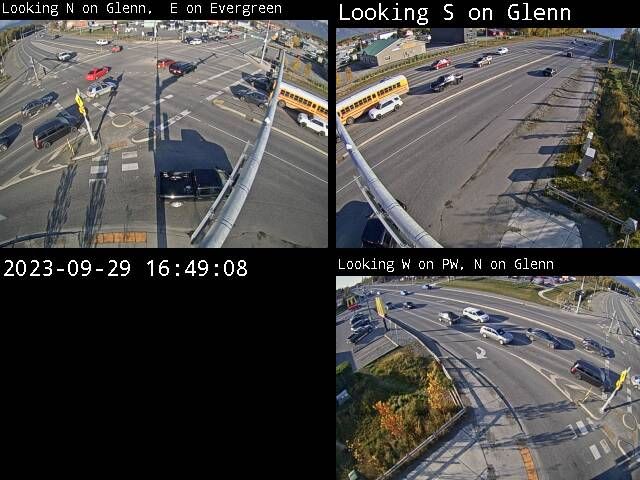 Looking N on Glenn, E on Evergreen
Looking S on Glenn
2023-09-29 16:49:08
Looking W on PW, N on Glenn